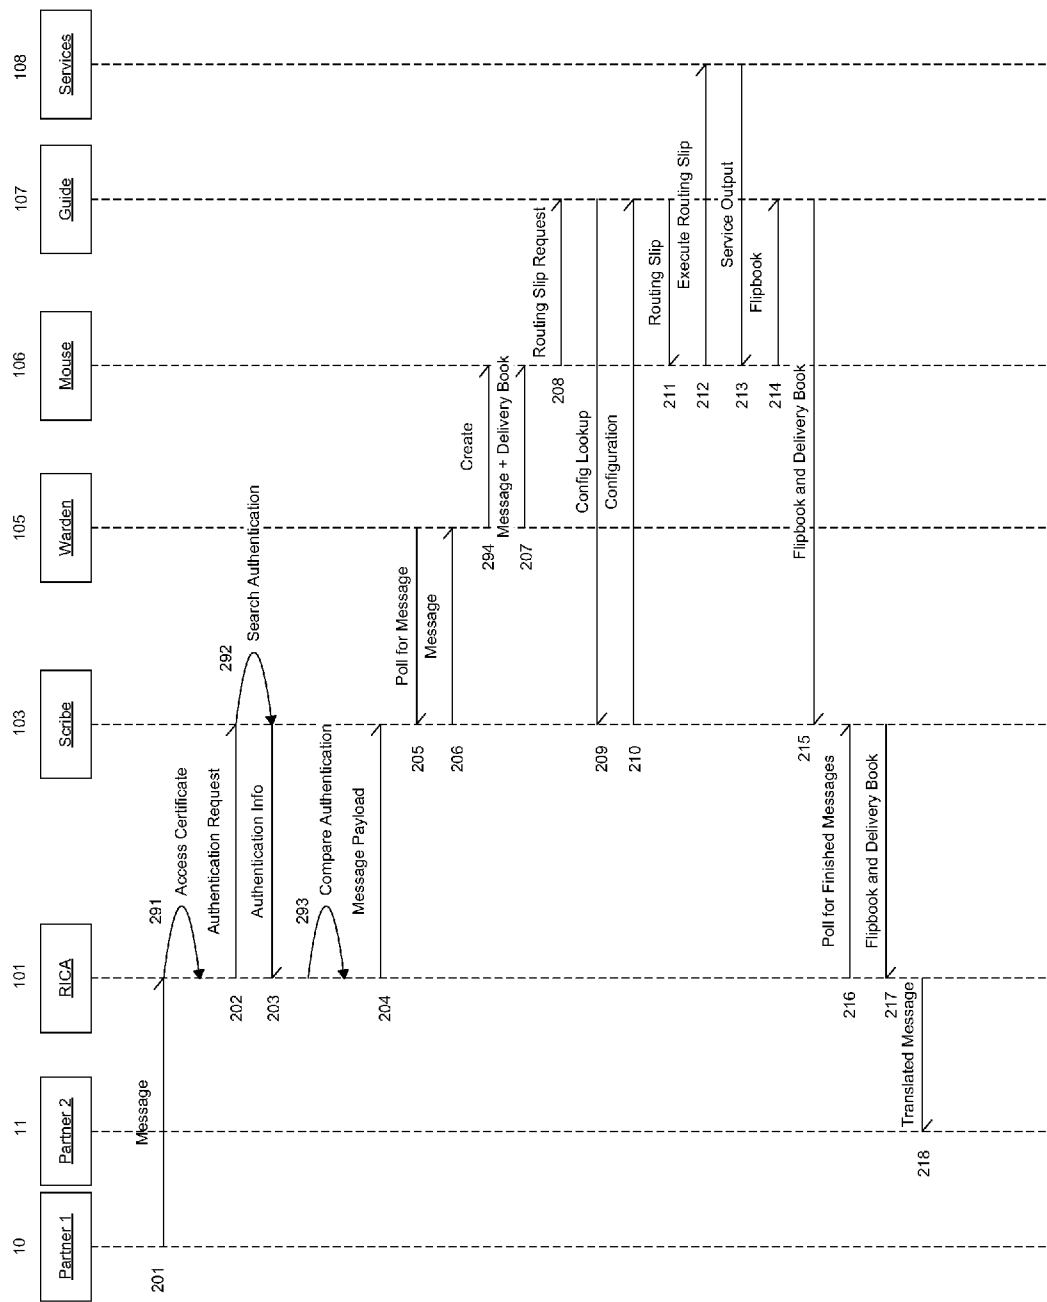 10
Partner 1
11
Partner 2
101
RICA
103
Scribe
105
Warden
106
Mouse
107
Guide
108
Services
201
Message
291
Access Certificate
202
Authentication Request
292
Search Authentication
203
Authentication Info
293
Compare Authentication
204
Message Payload
205
Poll for Message
206
Message
294
Create
207
Message + Delivery Book
208
Routing Slip Request
209
Config Lookup
210
Configuration
211
Routing Slip
212
Execute Routing Slip
213
Service Output
214
Flipbook
215
Flipbook and Delivery Book
216
Poll for Finished Messages
217
Flipbook and Delivery Book
218
Translated Message